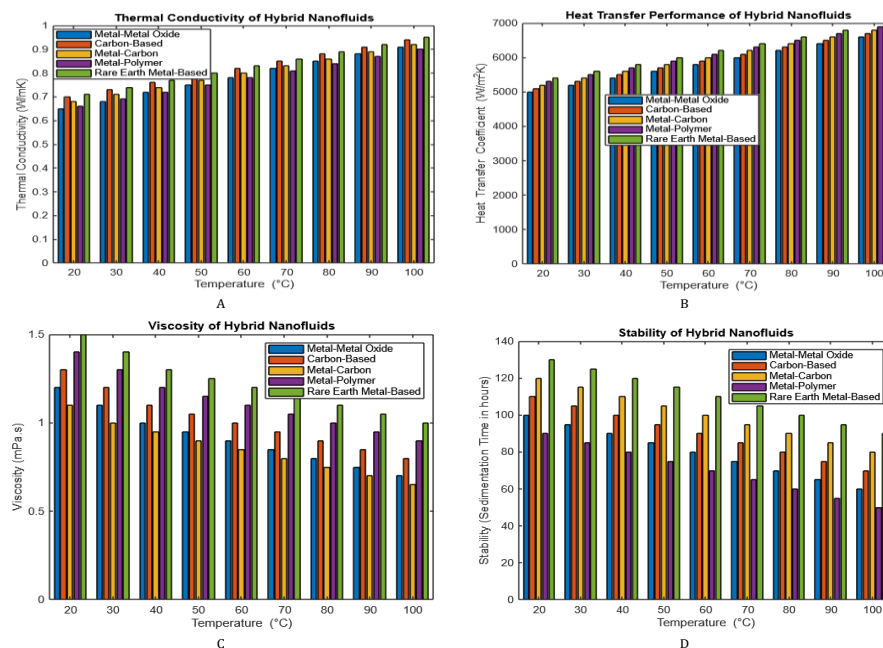 Thermal Conductivity of Hybrid Nanofluids
Thermal Conductivity (W/mK)
1
0.9
0.8
0.7
0.6
0.5
0.4
0.3
0.2
0.1
0
Metal-Metal Oxide
Carbon-Based
Metal-Carbon
Metal-Polymer
Rare Earth Metal-Based
20 30 40 50 60 70 80 90 100
Temperature (°C)
A
Heat Transfer Performance of Hybrid Nanofluids
Heat Transfer Coefficient (W/m²K)
7000
6000
5000
4000
3000
2000
1000
0
Metal-Metal Oxide
Carbon-Based
Metal-Carbon
Metal-Polymer
Rare Earth Metal-Based
20 30 40 50 60 70 80 90 100
Temperature (°C)
B
Viscosity of Hybrid Nanofluids
Viscosity (mPa.s)
1.5
1
0.5
0
Metal-Metal Oxide
Carbon-Based
Metal-Carbon
Metal-Polymer
Rare Earth Metal-Based
20 30 40 50 60 70 80 90 100
Temperature (°C)
C
Stability of Hybrid Nanofluids
Stability (Sedimentation Time in hours)
140
120
100
80
60
40
20
0
Metal-Metal Oxide
Carbon-Based
Metal-Carbon
Metal-Polymer
Rare Earth Metal-Based
20 30 40 50 60 70 80 90 100
Temperature (°C)
D